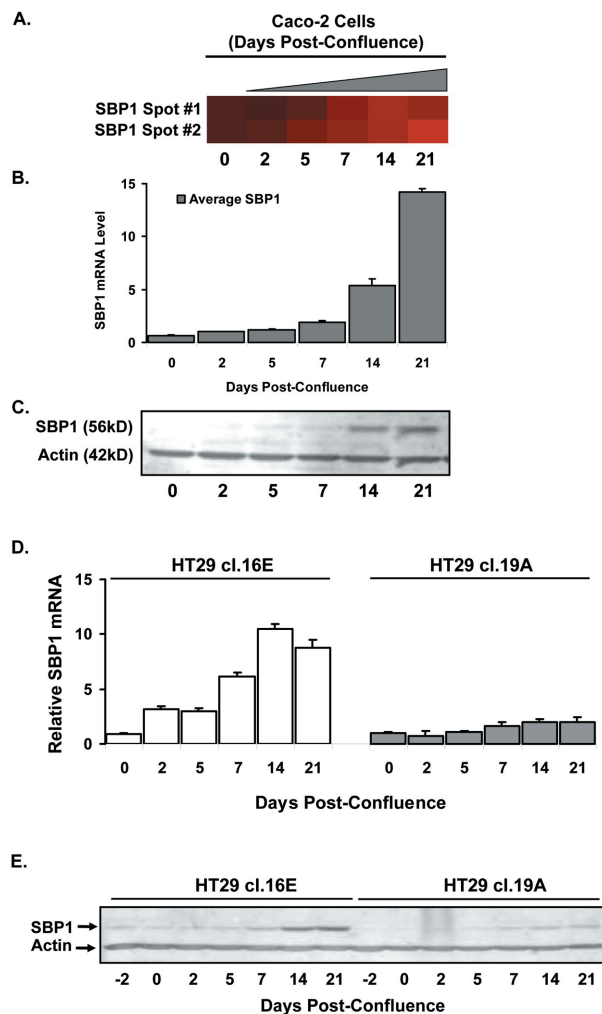 A.
Caco-2 Cells
(Days Post-Confluence)
SBP1 Spot #1
SBP1 Spot #2
0 2 5 7 14 21
B.
15
10
5
0
SBP1 mRNA Level
Average SBP1
0 2 5 7 14 21
Days Post-Confluence
C.
SBP1 (56kD)
Actin (42kD)
0 2 5 7 14 21
D.
HT29 cl.16E HT29 cl.19A
15
10
5
0
Relative SBP1 mRNA
0 2 5 7 14 21 0 2 5 7 14 21
Days Post-Confluence
E.
HT29 cl.16E HT29 cl.19A
SBP1
Actin
-2 0 2 5 7 14 21 -2 0 2 5 7 14 21
Days Post-Confluence